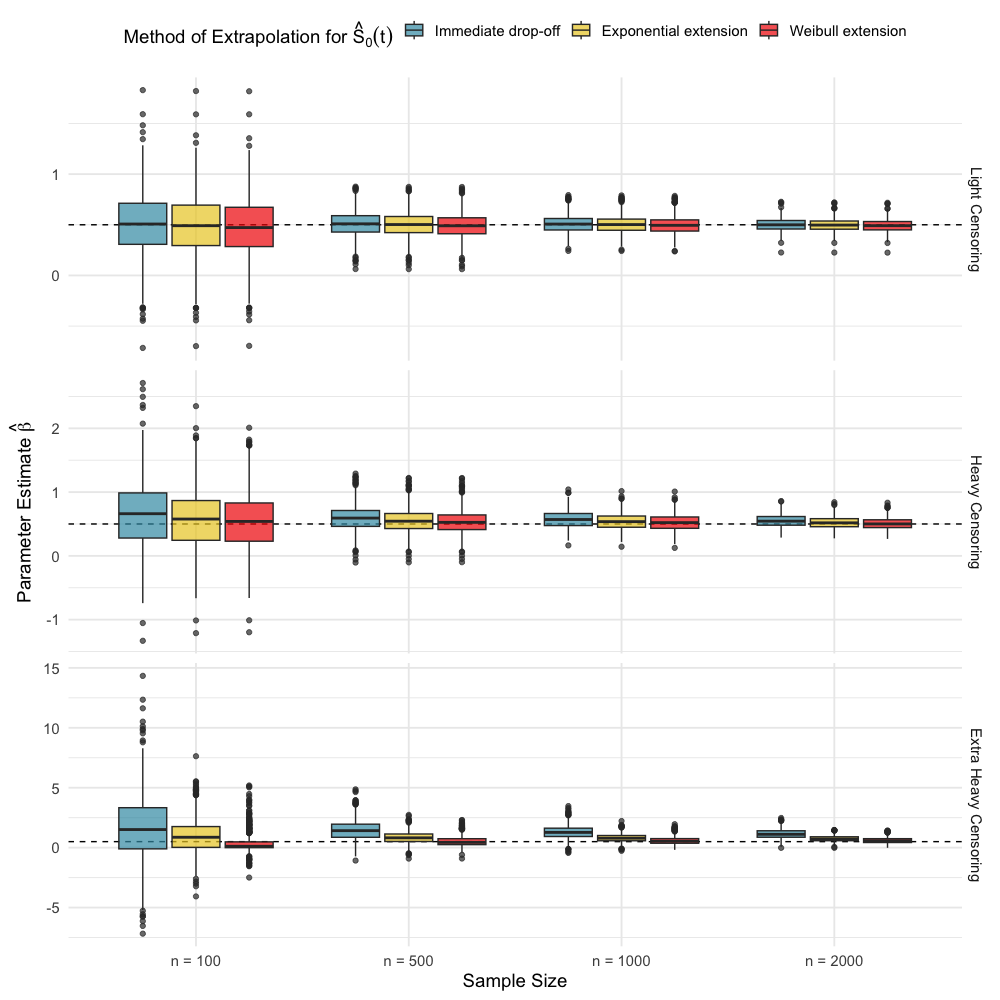 Method of Extrapolation for Ŝ₀(t) Immediate drop-off Exponential extension Weibull extension
Parameter Estimate β̂
1
0
Light Censoring
2
1
0
-1
Heavy Censoring
15
10
5
0
-5
Extra Heavy Censoring
n = 100 n = 500 n = 1000 n = 2000
Sample Size